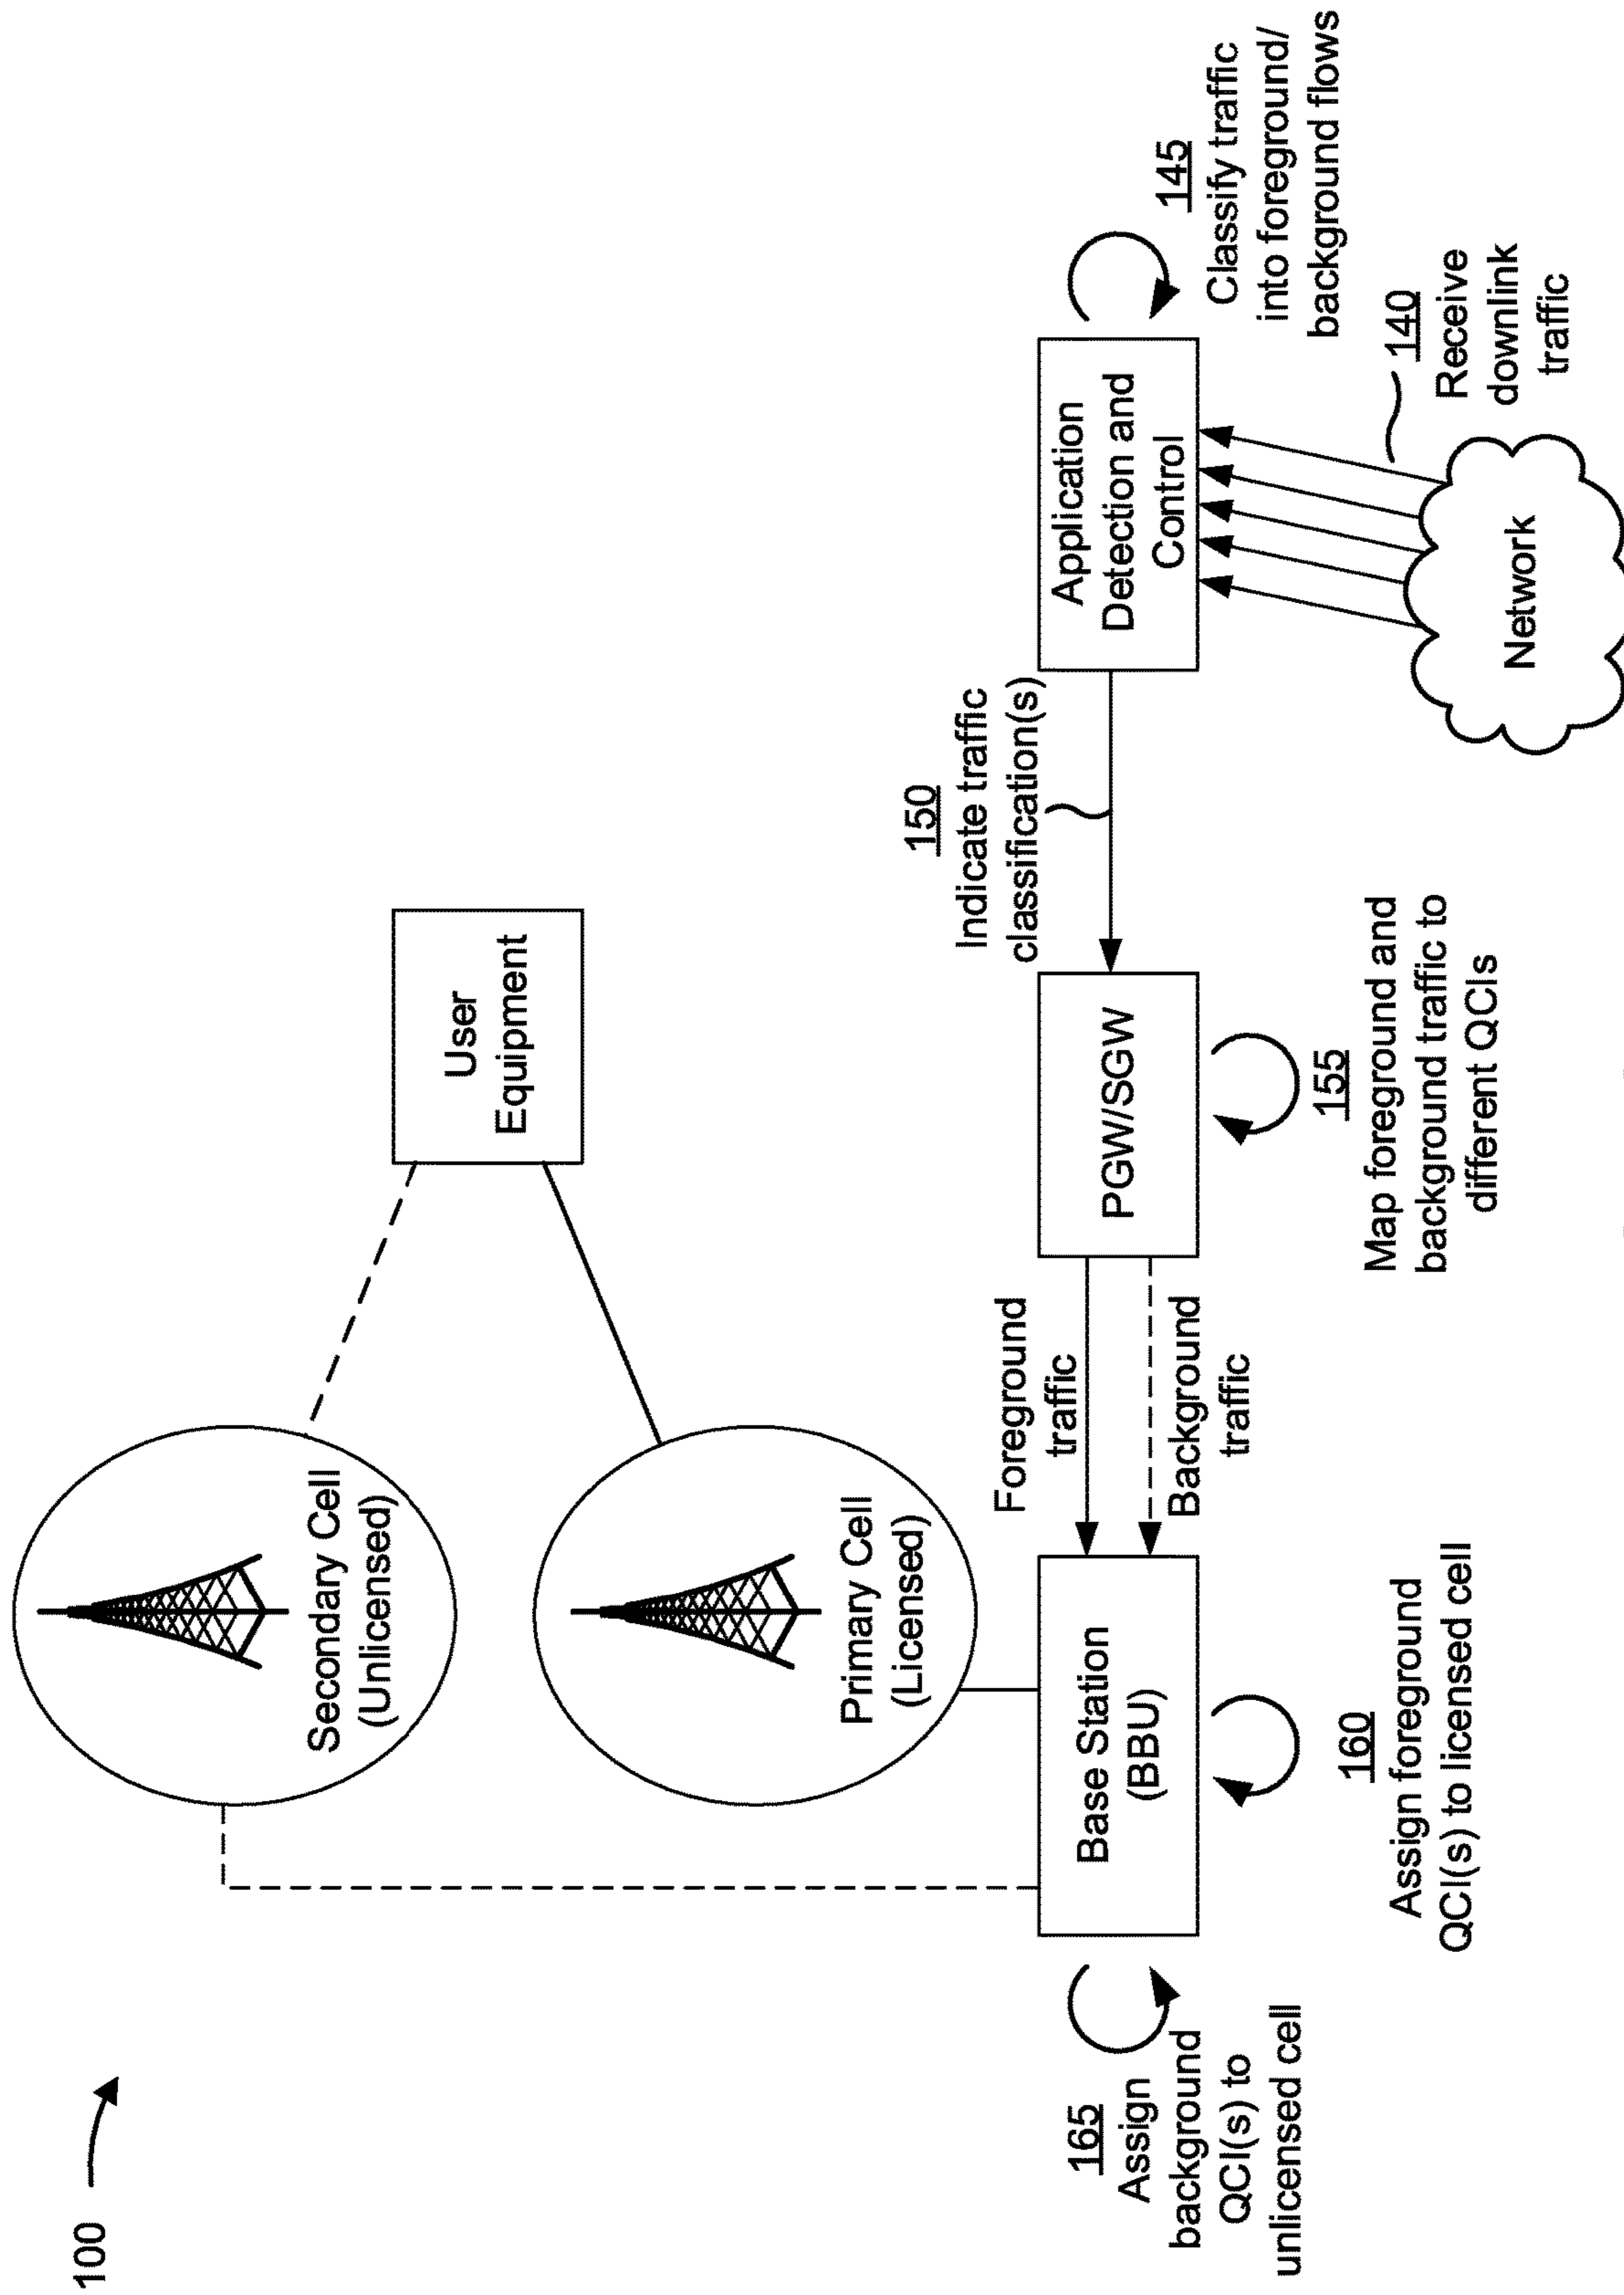 100
Secondary Cell
(Unlicensed)
User
Equipment
Primary Cell
(Licensed)
150
Indicate traffic
classification(s)
145
Classify traffic
into foreground/
background flows
Foreground
traffic
165
Assign
background
QCI(s) to
unlicensed cell
Base Station
(BBU)
PGW/SGW
Application
Detection and
Control
Background
traffic
160
Assign foreground
QCI(s) to licensed cell
155
Map foreground and
background traffic to
different QCIs
140
Receive
downlink
traffic
Network